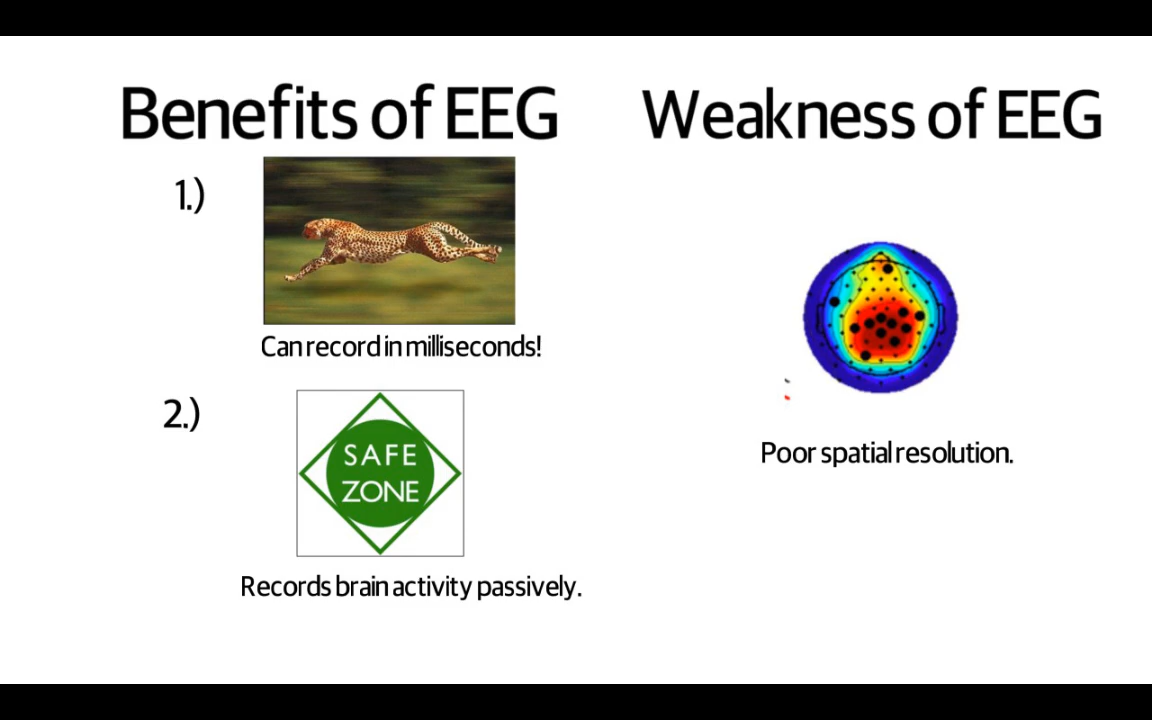 Benefits of EEG
1.)
Can record in milliseconds!
2.)
SAFE
ZONE
Records brain activity passively.
Weakness of EEG
Poor spatial resolution.